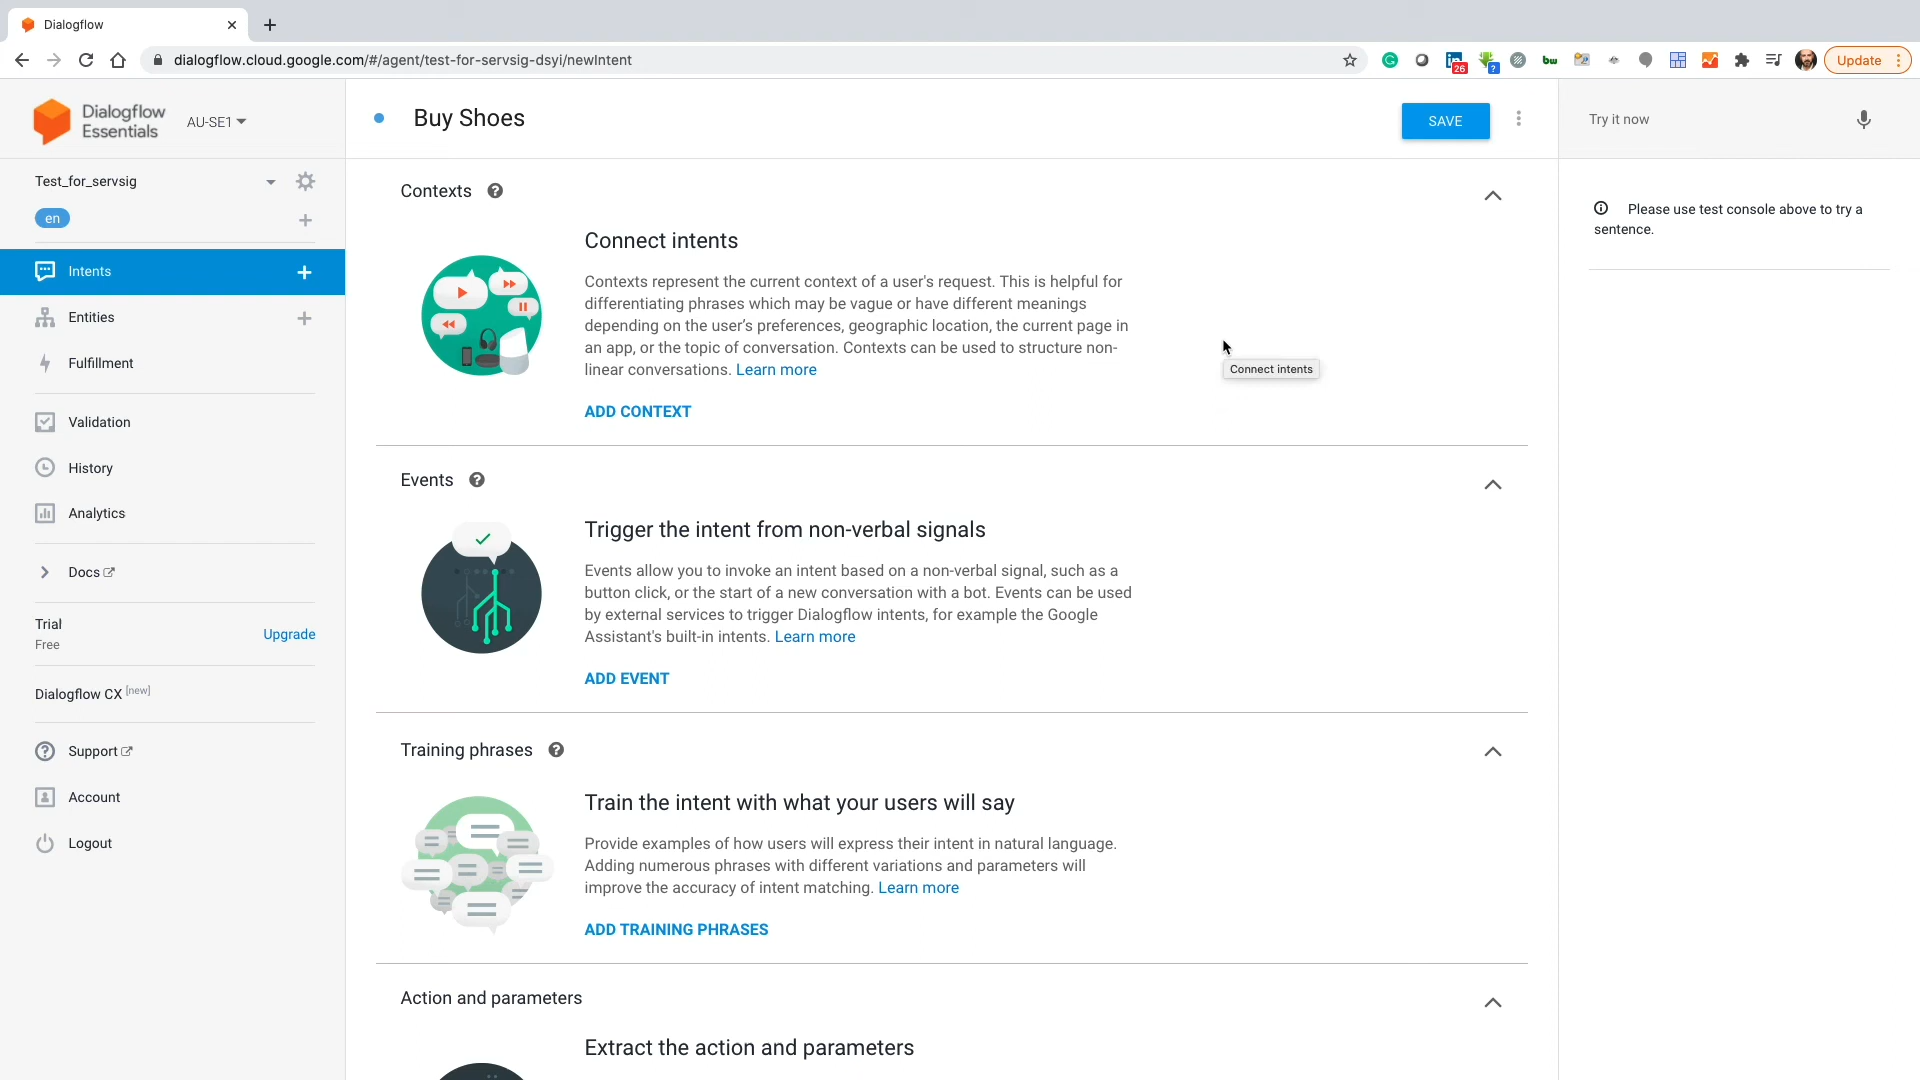 Dialogflow
dialogflow.cloud.google.com/#/agent/test-for-servsig-dsyi/newIntent
26
?
bw
Update
Dialogflow
Essentials
AU-SE1
Test_for_servsig
en
Intents
Entities
Fulfillment
Validation
History
Analytics
Docs
Trial
Free
Upgrade
Dialogflow CX [new]
Support
Account
Logout
Buy Shoes
SAVE
Contexts
Connect intents
Contexts represent the current context of a user's request. This is helpful for
differentiating phrases which may be vague or have different meanings
depending on the user's preferences, geographic location, the current page in
an app, or the topic of conversation. Contexts can be used to structure non-
linear conversations. Learn more
Connect intents
ADD CONTEXT
Events
Trigger the intent from non-verbal signals
Events allow you to invoke an intent based on a non-verbal signal, such as a
button click, or the start of a new conversation with a bot. Events can be used
by external services to trigger Dialogflow intents, for example the Google
Assistant's built-in intents. Learn more
ADD EVENT
Training phrases
Train the intent with what your users will say
Provide examples of how users will express their intent in natural language.
Adding numerous phrases with different variations and parameters will
improve the accuracy of intent matching. Learn more
ADD TRAINING PHRASES
Action and parameters
Extract the action and parameters
Try it now
Please use test console above to try a
sentence.